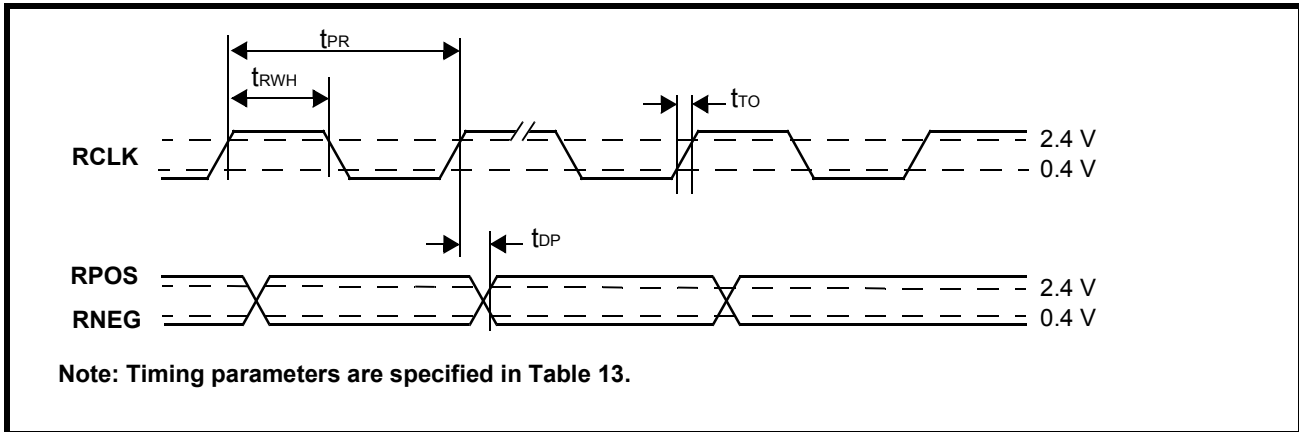 tPR
tRWH
tTO
RCLK
2.4 V
0.4 V
tDP
RPOS
2.4 V
RNEG
0.4 V
Note: Timing parameters are specified in Table 13.